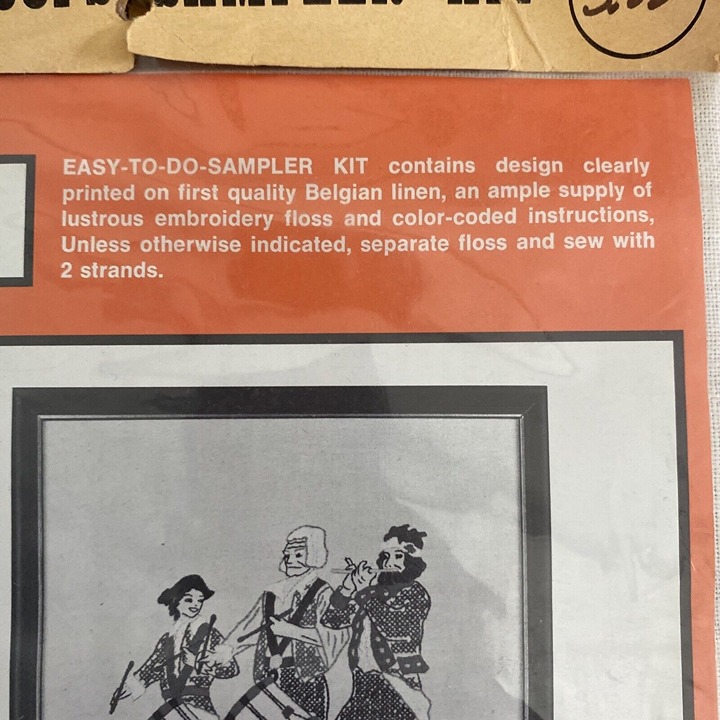 SAMPLER
EASY-TO-DO-SAMPLER KIT contains design clearly
printed on first quality Belgian linen, an ample supply of
lustrous embroidery floss and color-coded instructions,
Unless otherwise indicated, separate floss and sew with
2 strands.